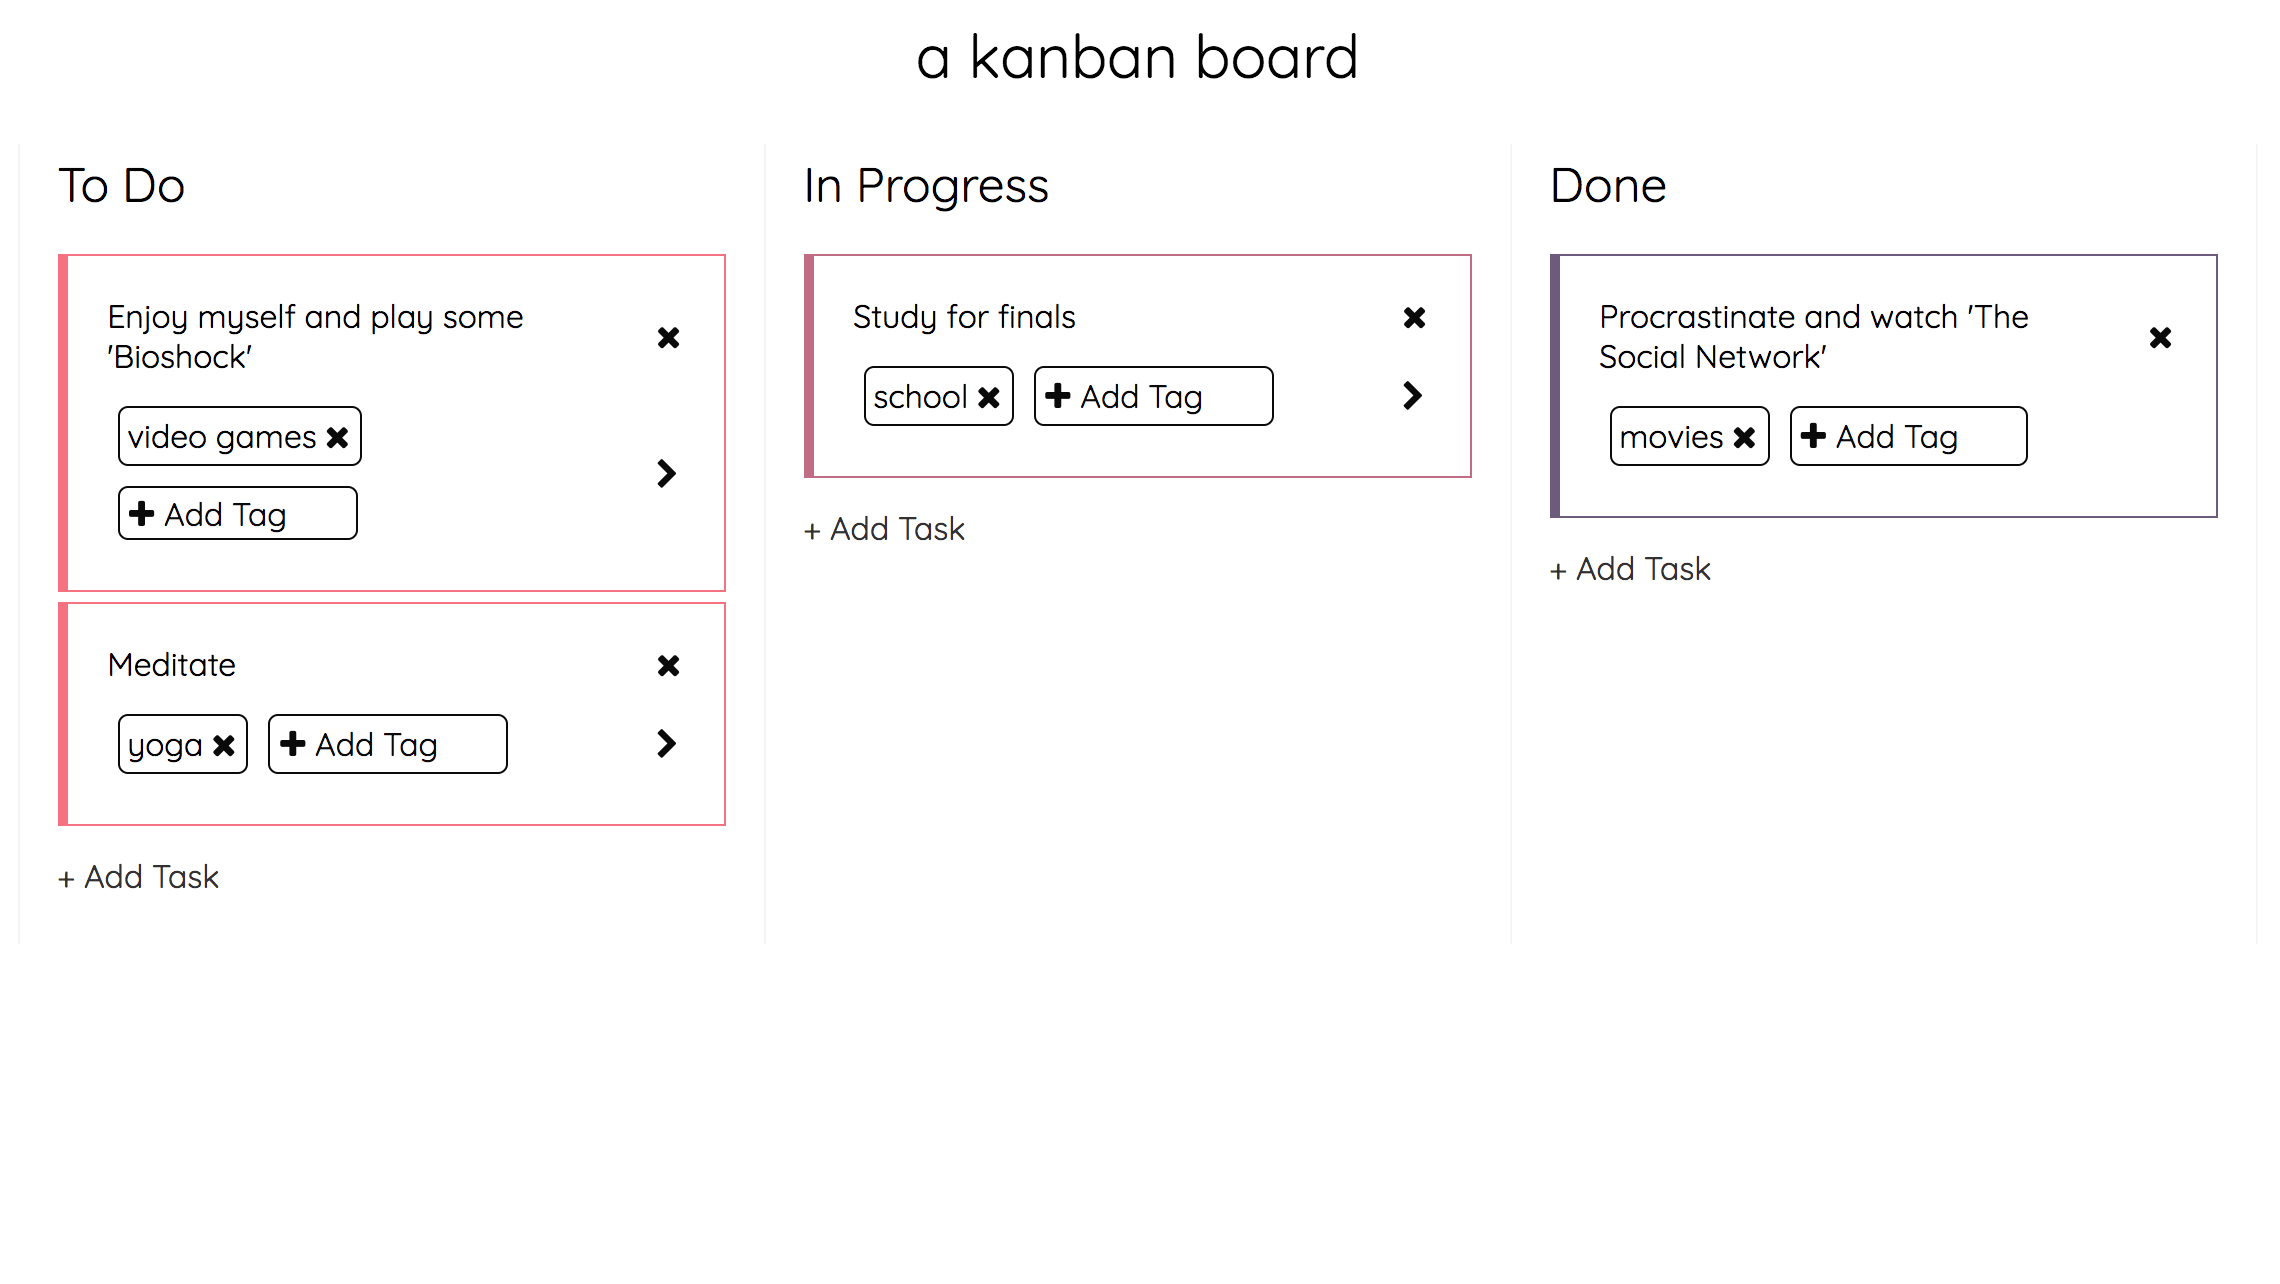 a kanban board
To Do
Enjoy myself and play some
'Bioshock'
video games
Add Tag
Meditate
yoga
Add Tag
+ Add Task
In Progress
Study for finals
school
Add Tag
+ Add Task
Done
Procrastinate and watch 'The
Social Network'
movies
Add Tag
+ Add Task